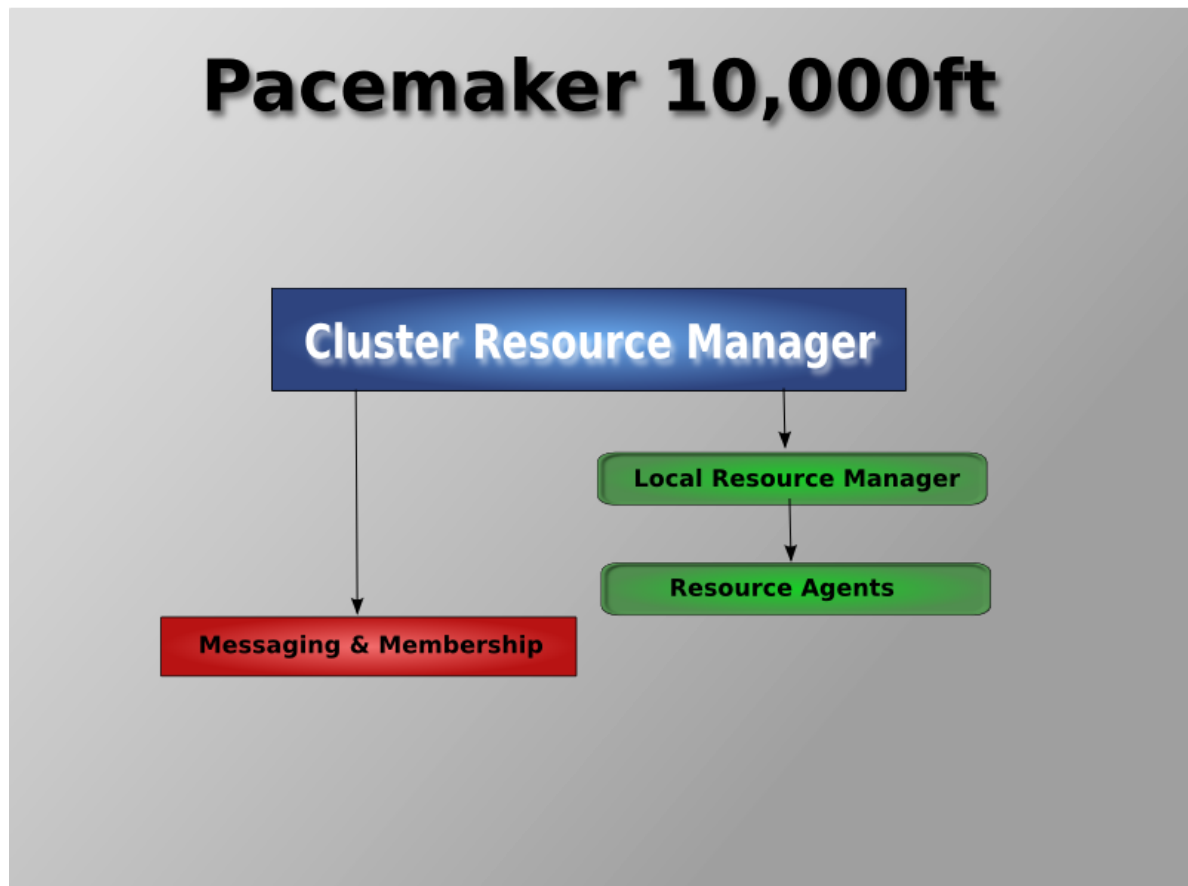 Pacemaker 10,000ft
Cluster Resource Manager
Local Resource Manager
Resource Agents
Messaging & Membership